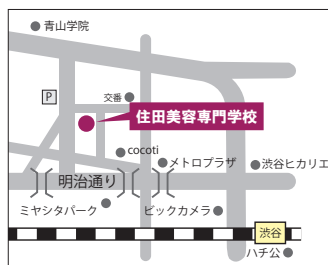 青山学院
P
交番
住田美容専門学校
cocoti
メトロプラザ
渋谷ヒカリエ
明治通り
ミヤシタパーク
ビックカメラ
渋谷
ハチ公